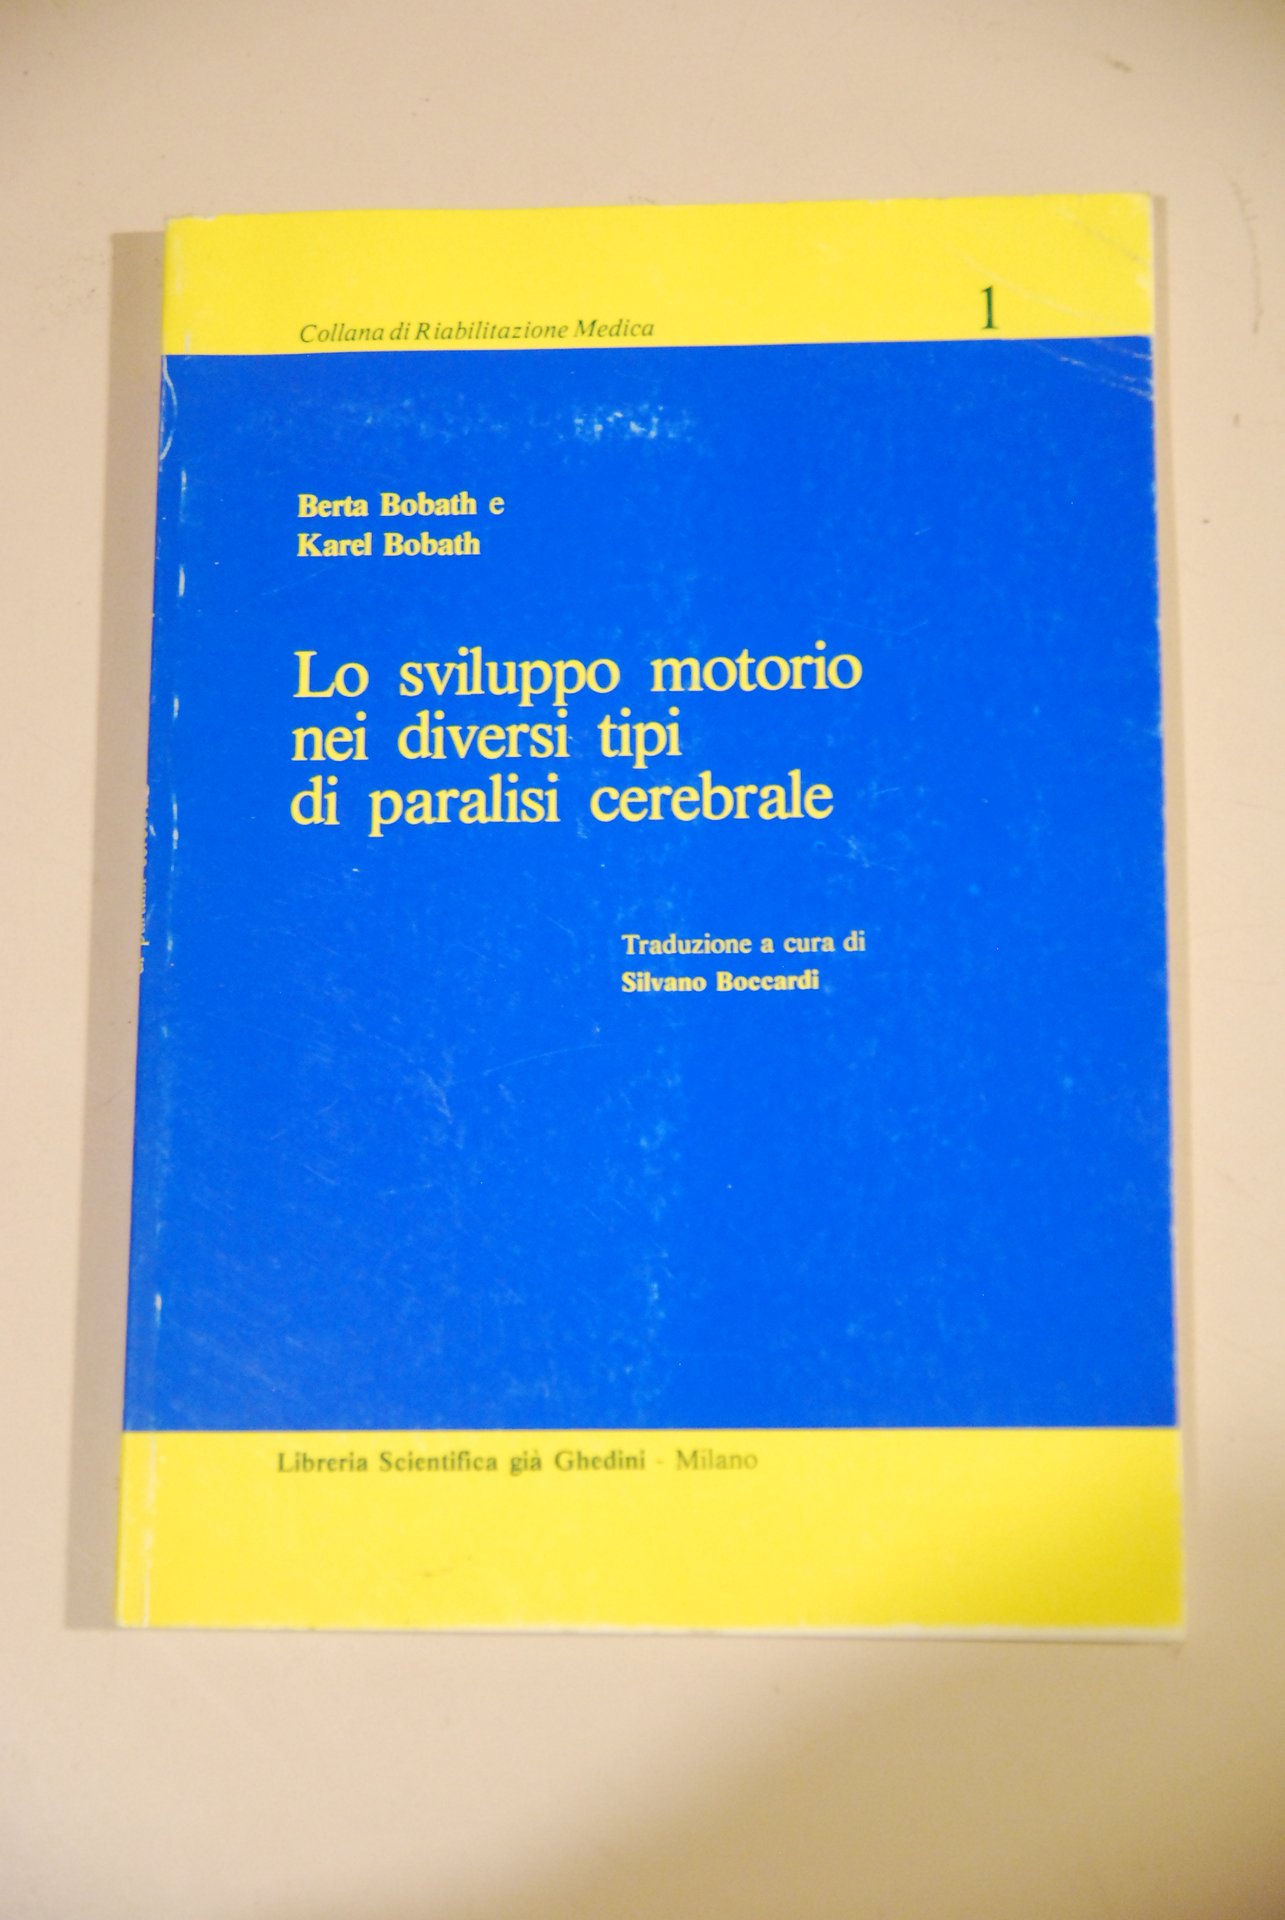 Collana di Riabilitazione Medica
1
Berta Bobath e
Karel Bobath
Lo sviluppo motorio
nei diversi tipi
di paralisi cerebrale
Traduzione a cura di
Silvano Boccardi
Libreria Scientifica già Ghedini - Milano